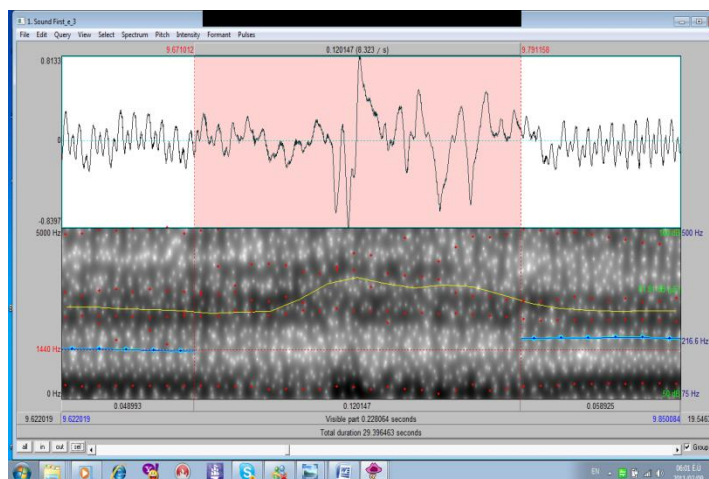 1. Sound First_e_3
File Edit Query View Select Spectrum Pitch Intensity Formant Pulses
9.671012 0.120147 (8.323 / s) 9.791158
0.8133
0
-0.8397
5000 Hz 500 Hz
1440 Hz 216.6 Hz
0 Hz 75 Hz
0.048993 0.120147 0.058925
9.622019 9.622019 Visible part 0.228064 seconds 9.850084
Total duration 29.396463 seconds
all in out sel Group
EN 06:01